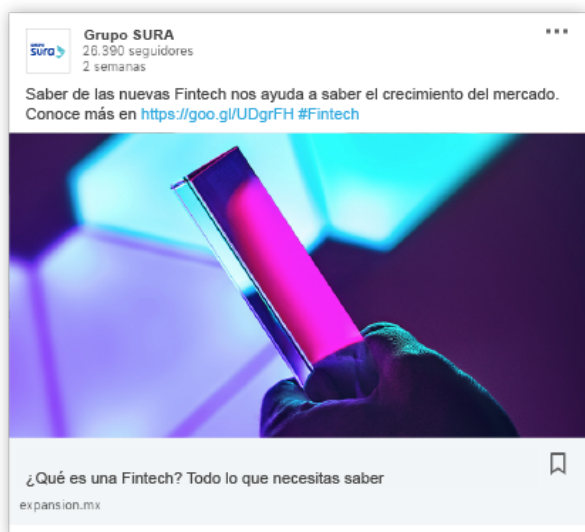 GRUPO
sura
Grupo SURA
26.390 seguidores
2 semanas
Saber de las nuevas Fintech nos ayuda a saber el crecimiento del mercado.
Conoce más en https://goo.gl/UDgrFH #Fintech
¿Qué es una Fintech? Todo lo que necesitas saber
expansion.mx